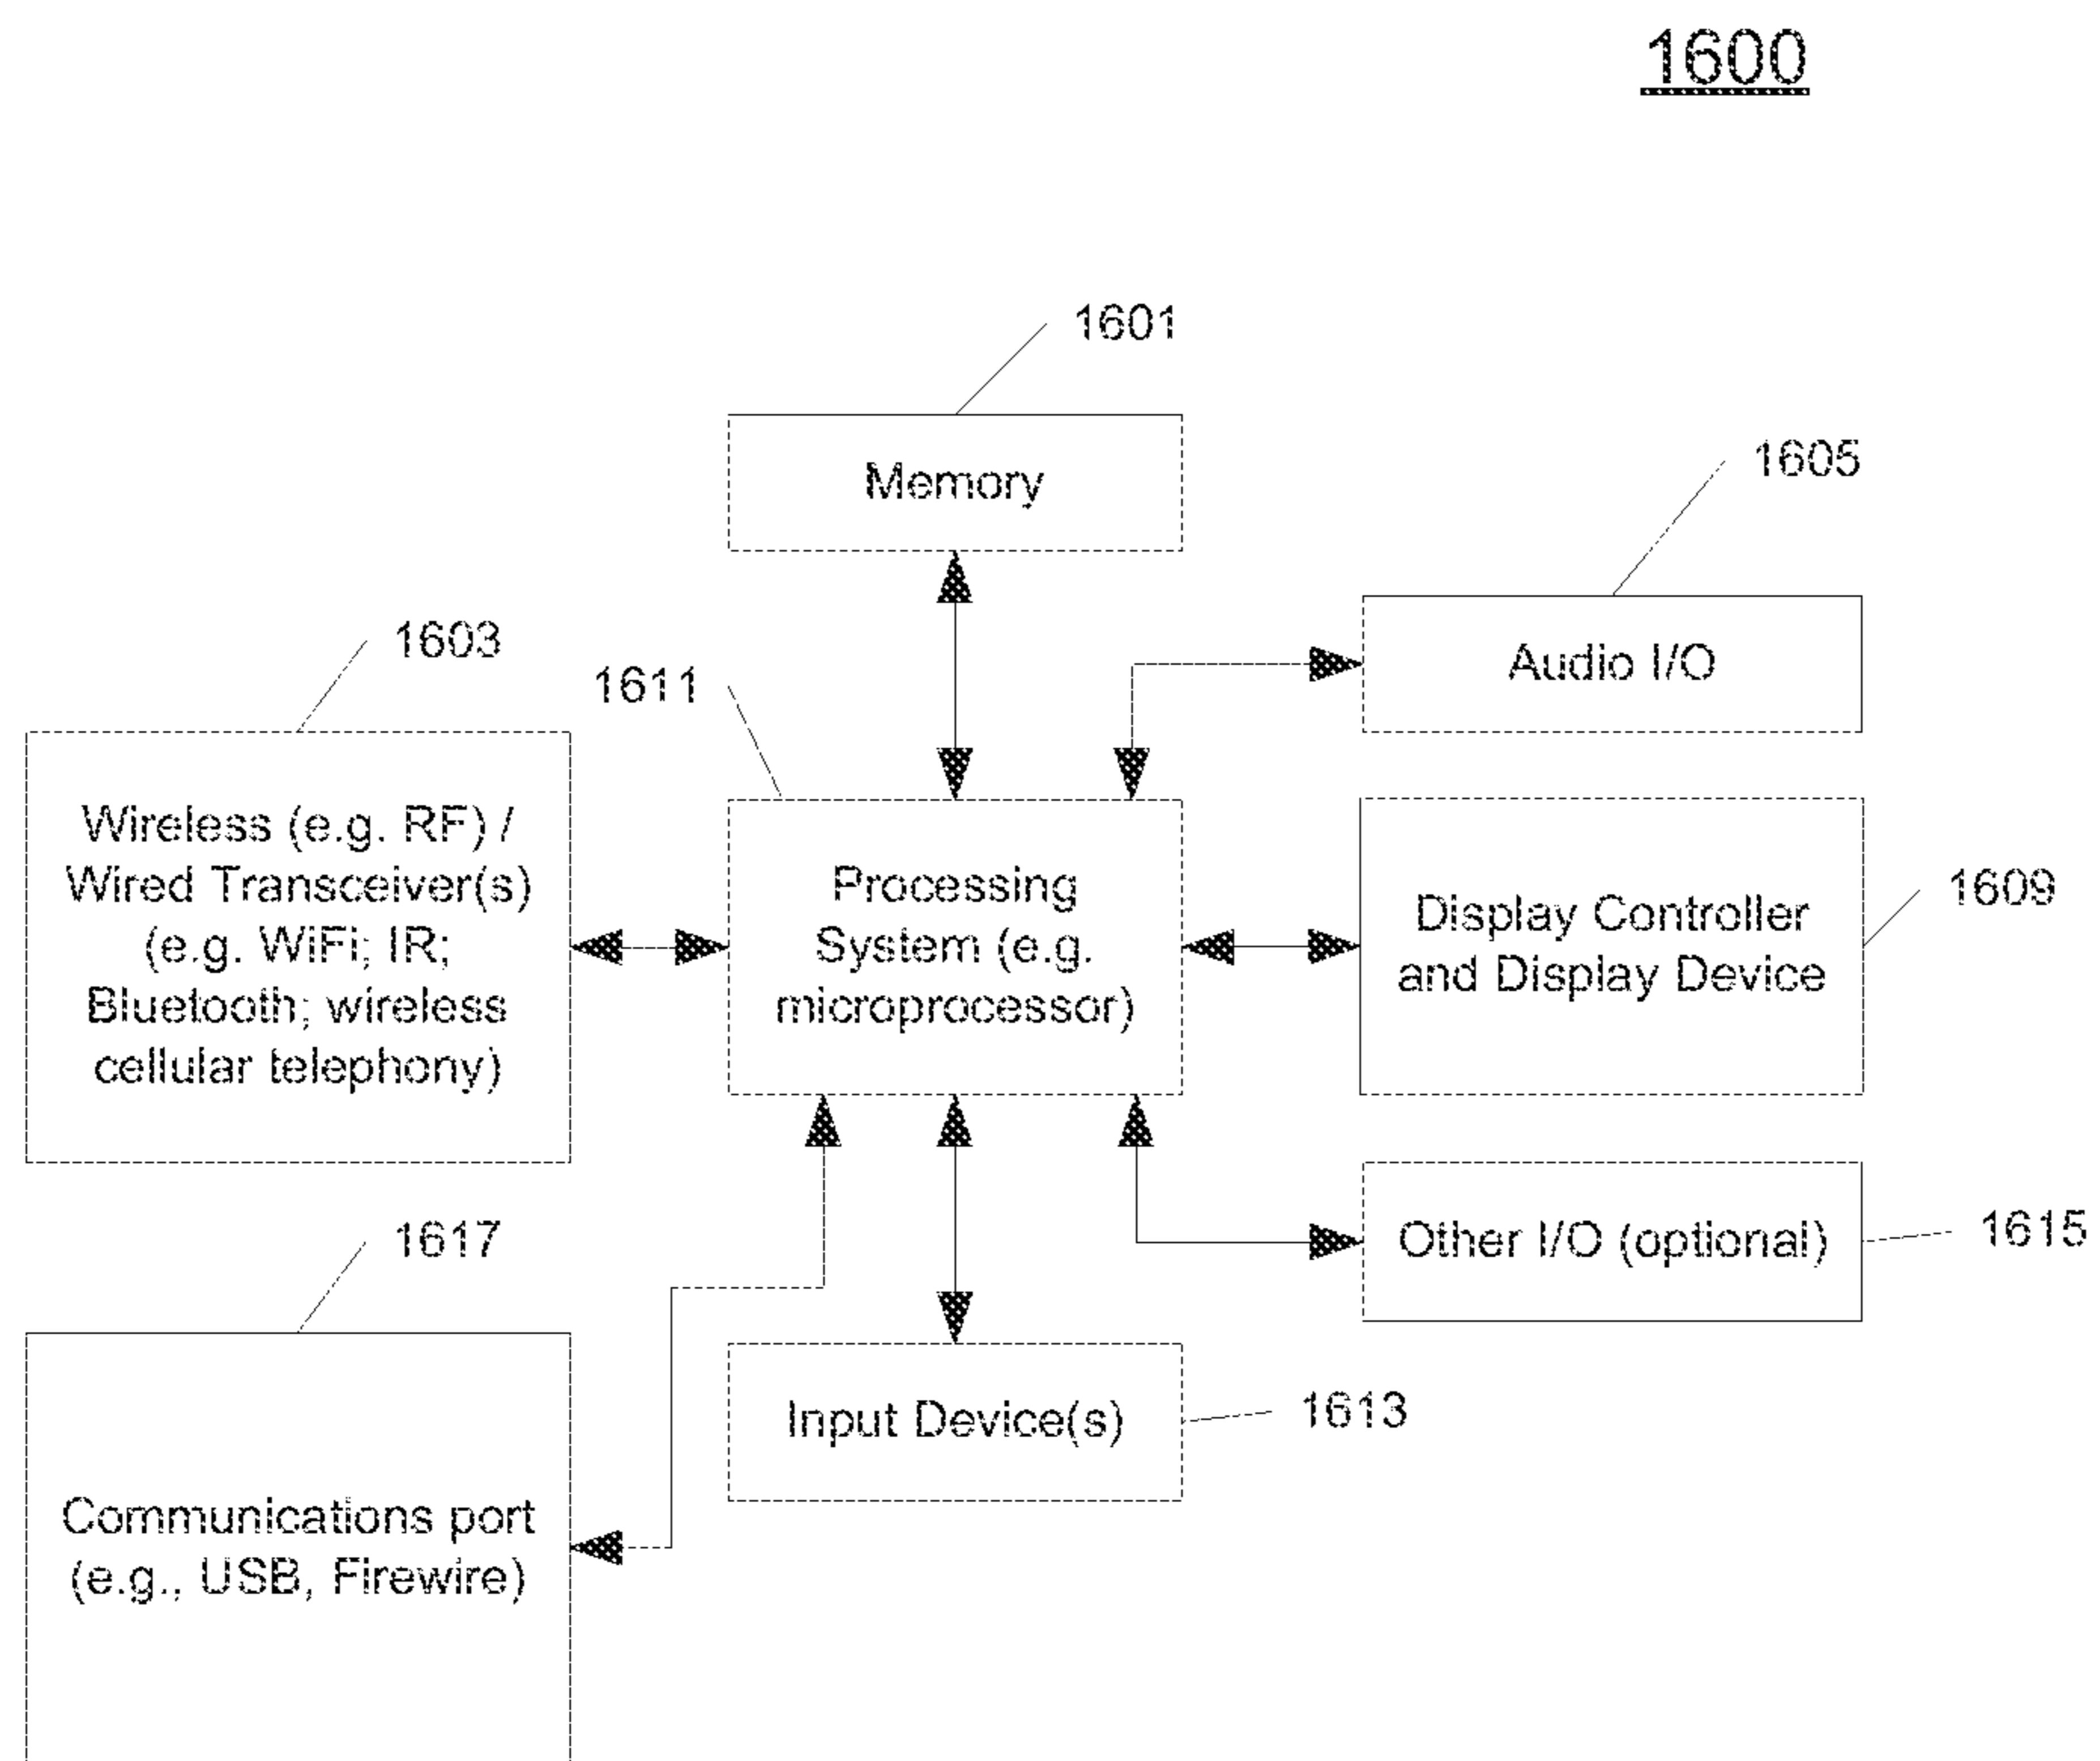 1600
1601
Memory
1605
Audio I/O
1603
1611
Wireless (e.g. RF) /
Wired Transceiver(s)
(e.g. WiFi; IR;
Bluetooth; wireless
cellular telephony)
Processing
System (e.g.
microprocessor)
Display Controller
and Display Device
1609
1617
Other I/O (optional)
1615
Input Device(s)
1613
Communications port
(e.g., USB, Firewire)